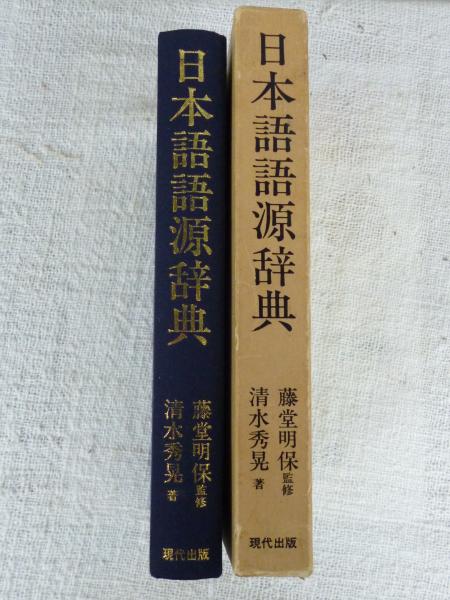 日本語語源辞典
藤堂明保監修
清水秀晃著
現代出版
日本語語源辞典
藤堂明保監修
清水秀晃著
現代出版